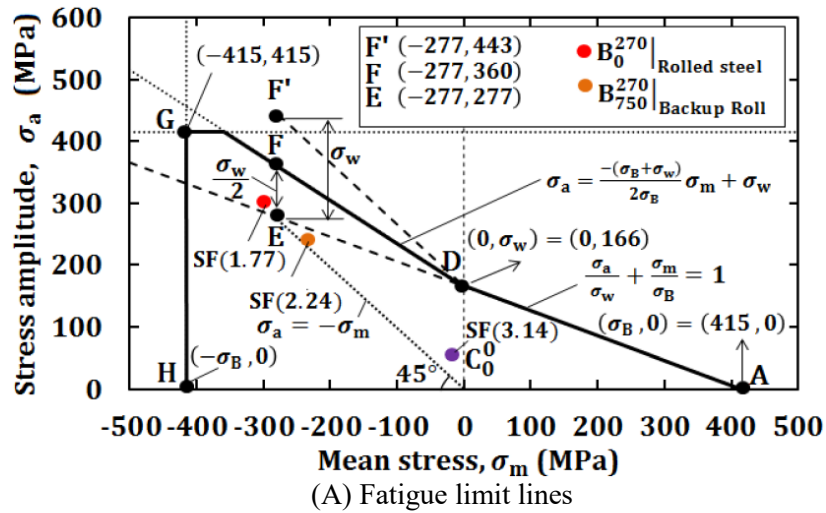 600
500
400
300
200
100
0
Stress amplitude, σa (MPa)
(-415, 415)
G
F'
F
E
D
A
H
σw/2
σw
F' (-277, 443)
F (-277, 360)
E (-277, 277)
B₀²⁷⁰|Rolled steel
B₇₅₀²⁷⁰|Backup Roll
σa = -(σB+σw)/2σB σm + σw
(0, σw) = (0, 166)
σa/σw + σm/σB = 1
(σB, 0) = (415, 0)
SF(1.77)
SF(2.24)
σa = -σm
SF(3.14)
C₀⁰
(-σB, 0)
45°
-500 -400 -300 -200 -100 0 100 200 300 400 500
Mean stress, σm (MPa)
(A) Fatigue limit lines